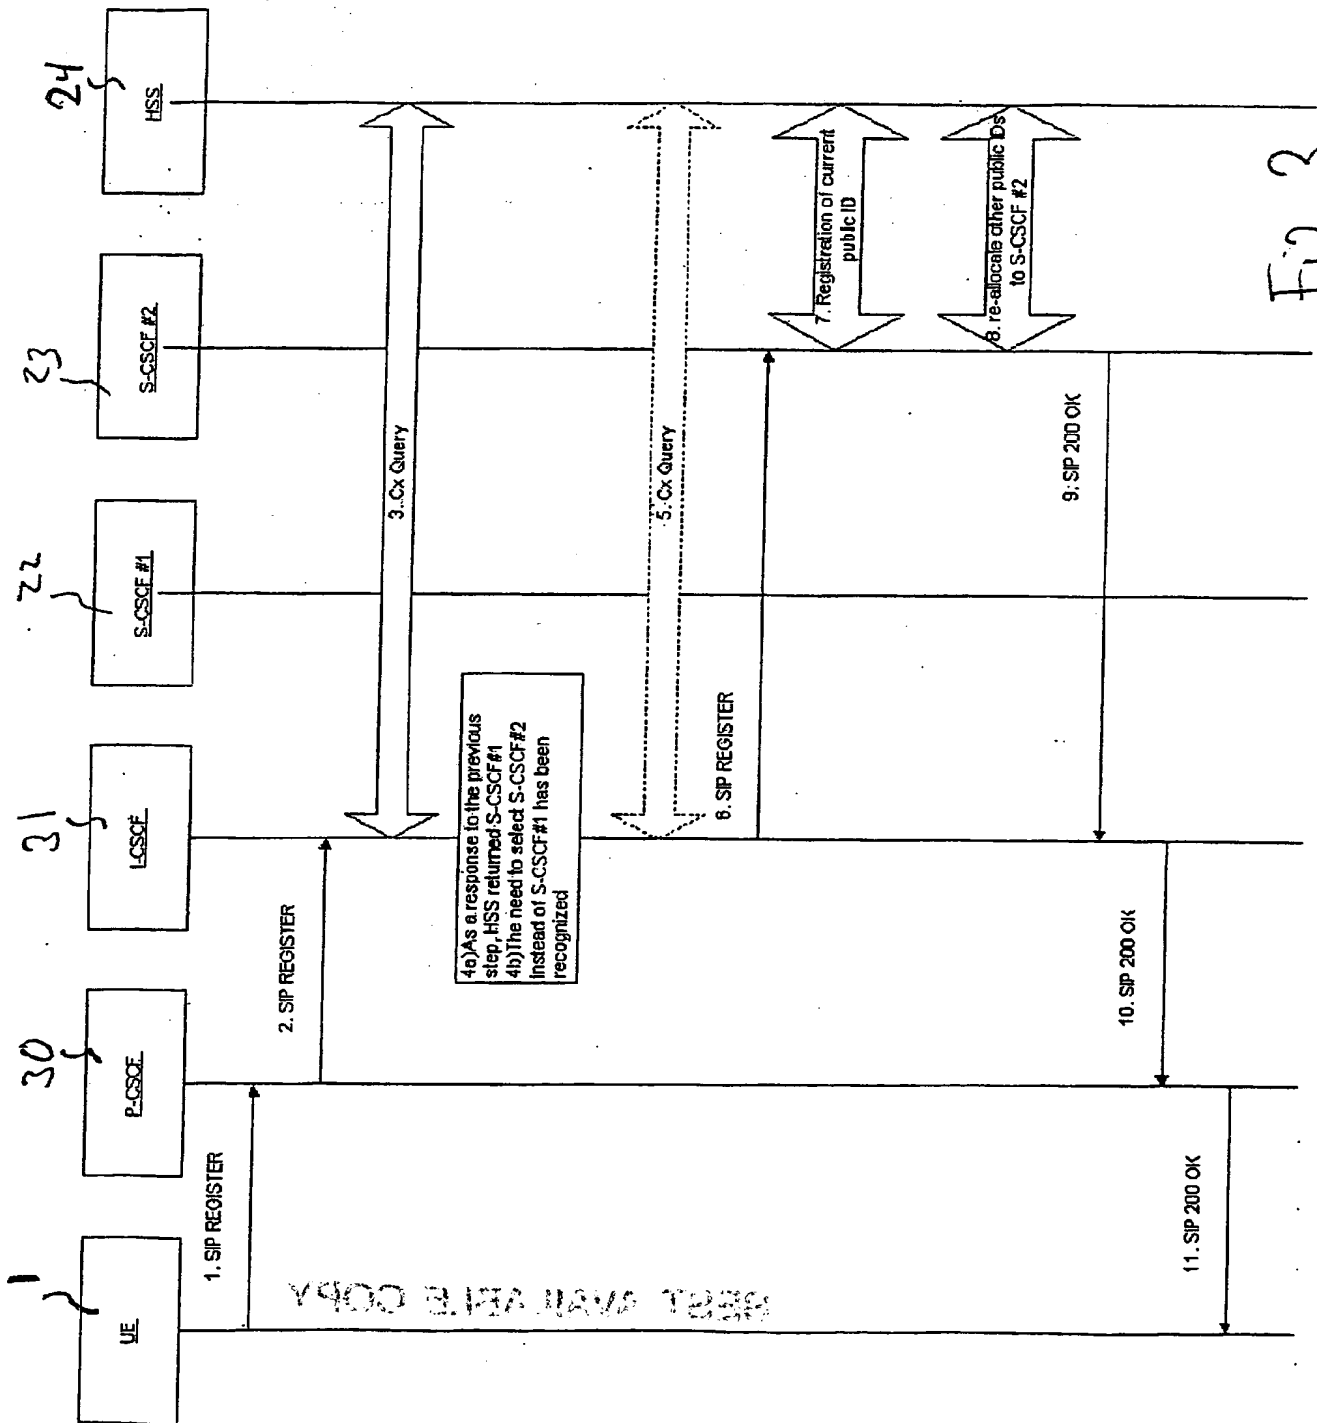 1
30
31
22
23
24
UE
P-CSCF
I-CSCF
S-CSCF #1
S-CSCF #2
HSS
1. SIP REGISTER
2. SIP REGISTER
3. Cx Query
4a)As a response to the previous
step, HSS returned S-CSCF#1
4b)The need to select S-CSCF#2
instead of S-CSCF#1 has been
recognized
5. Cx Query
6. SIP REGISTER
7. Registration of current
public ID
8. re-allocate other public IDs
to S-CSCF #2
9. SIP 200 OK
10. SIP 200 OK
11. SIP 200 OK
BEST AVAILABLE COPY